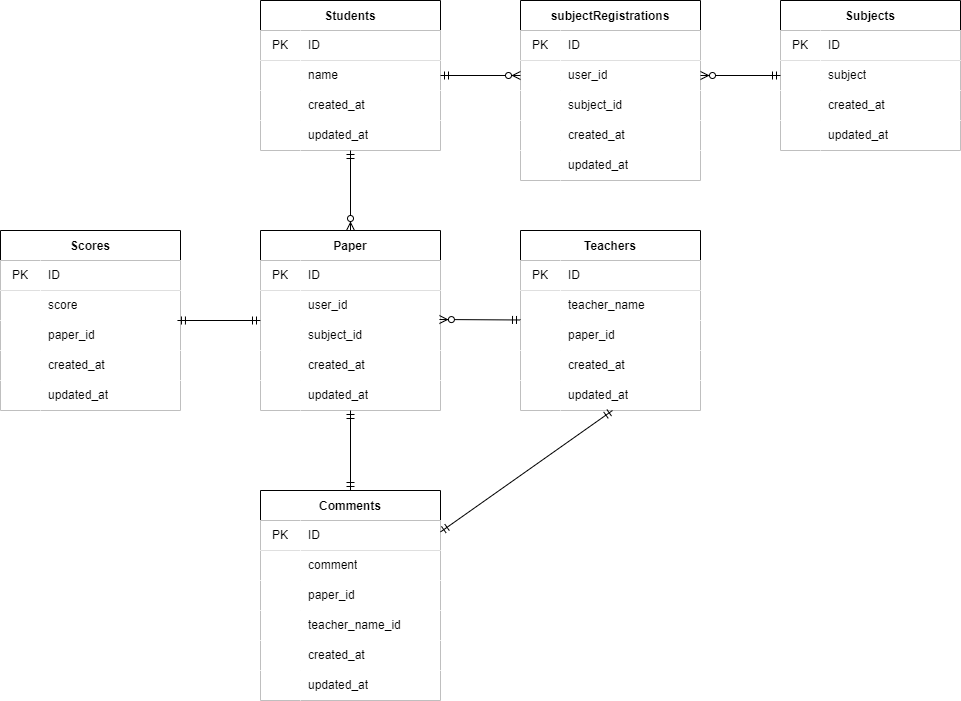 Students
PK ID
name
created_at
updated_at
subjectRegistrations
PK ID
user_id
subject_id
created_at
updated_at
Subjects
PK ID
subject
created_at
updated_at
Scores
PK ID
score
paper_id
created_at
updated_at
Paper
PK ID
user_id
subject_id
created_at
updated_at
Teachers
PK ID
teacher_name
paper_id
created_at
updated_at
Comments
PK ID
comment
paper_id
teacher_name_id
created_at
updated_at